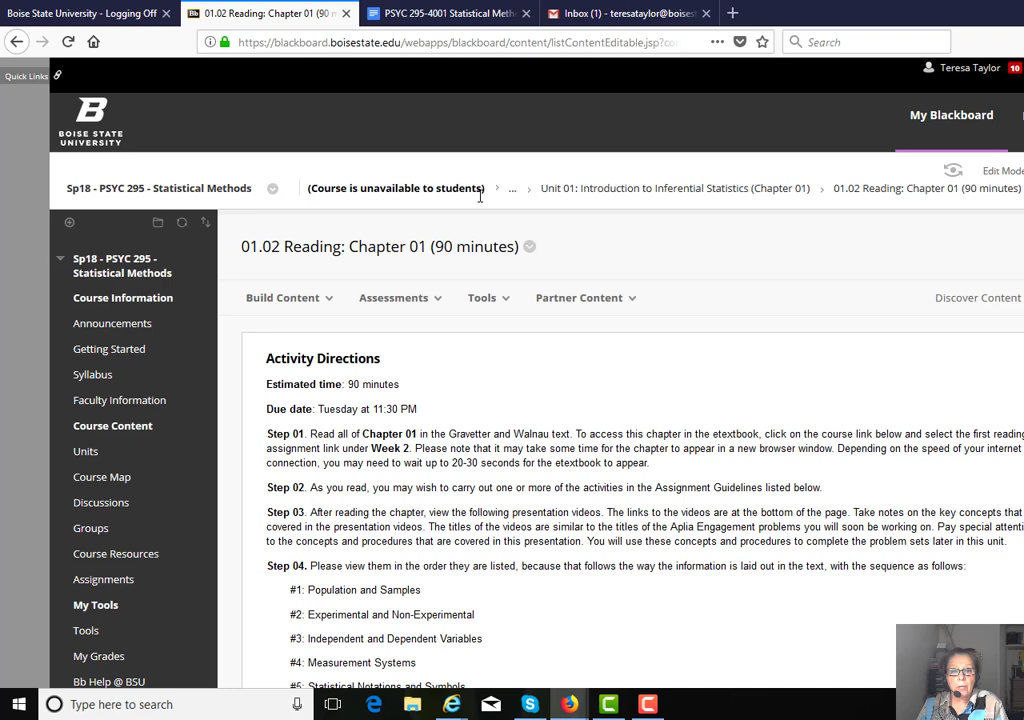 Boise State University - Logging Off
01.02 Reading: Chapter 01 (90 m
PSYC 295-4001 Statistical Meth
Inbox (1) - teresataylor@boises
https://blackboard.boisestate.edu/webapps/blackboard/content/listContentEditable.jsp?co
Search
Quick Links
Teresa Taylor 10
B
BOISE STATE
UNIVERSITY
My Blackboard
Edit Mode
Sp18 - PSYC 295 - Statistical Methods
(Course is unavailable to students) > ... > Unit 01: Introduction to Inferential Statistics (Chapter 01) > 01.02 Reading: Chapter 01 (90 minutes)
01.02 Reading: Chapter 01 (90 minutes)
Sp18 - PSYC 295 -
Statistical Methods
Course Information
Announcements
Getting Started
Syllabus
Faculty Information
Course Content
Units
Course Map
Discussions
Groups
Course Resources
Assignments
My Tools
Tools
My Grades
Bb Help @ BSU
Build Content
Assessments
Tools
Partner Content
Discover Content
Activity Directions
Estimated time: 90 minutes
Due date: Tuesday at 11:30 PM
Step 01. Read all of Chapter 01 in the Gravetter and Walnau text. To access this chapter in the etextbook, click on the course link below and select the first reading
assignment link under Week 2. Please note that it may take some time for the chapter to appear in a new browser window. Depending on the speed of your internet
connection, you may need to wait up to 20-30 seconds for the etextbook to appear.
Step 02. As you read, you may wish to carry out one or more of the activities in the Assignment Guidelines listed below.
Step 03. After reading the chapter, view the following presentation videos. The links to the videos are at the bottom of the page. Take notes on the key concepts that
covered in the presentation videos. The titles of the videos are similar to the titles of the Aplia Engagement problems you will soon be working on. Pay special attenti
to the concepts and procedures that are covered in this presentation. You will use these concepts and procedures to complete the problem sets later in this unit.
Step 04. Please view them in the order they are listed, because that follows the way the information is laid out in the text, with the sequence as follows:
#1: Population and Samples
#2: Experimental and Non-Experimental
#3: Independent and Dependent Variables
#4: Measurement Systems
#5: Statistical Notations and Symbols
Type here to search